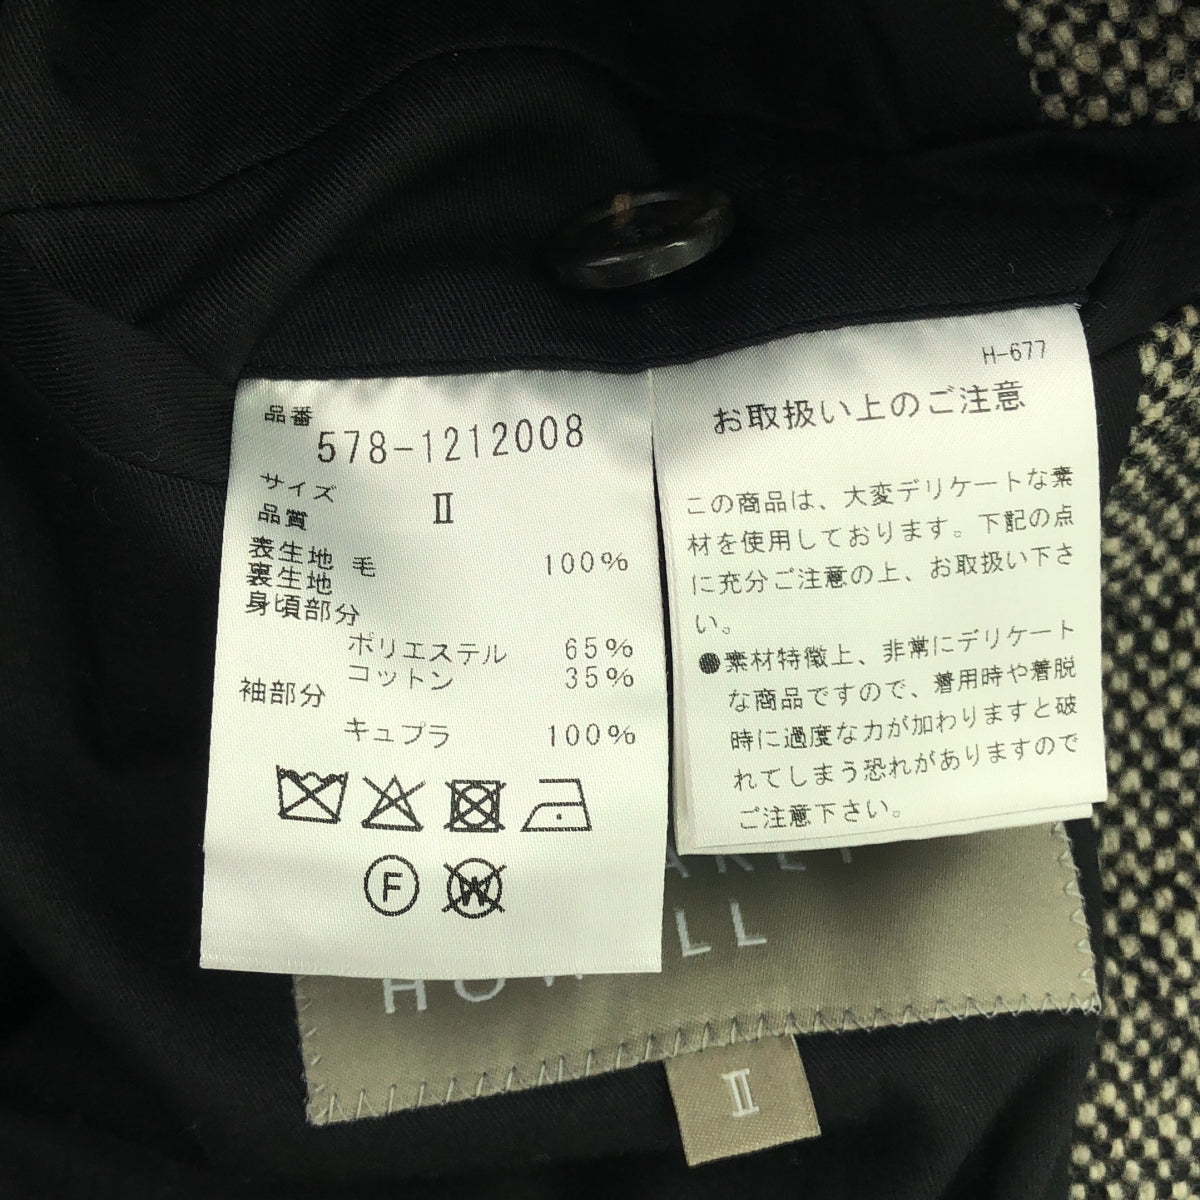 品番
578-1212008
サイズ II
品質
表生地 毛 100%
裏生地
身頃部分
ポリエステル 65%
コットン 35%
袖部分
キュプラ 100%
F
W
H-677
お取扱い上のご注意
この商品は、大変デリケートな素
材を使用しております。下記の点
に充分ご注意の上、お取扱い下さ
い。
●素材特徴上、非常にデリケート
な商品ですので、着用時や着脱
時に過度な力が加わりますと破
れてしまう恐れがありますので
ご注意下さい。
II